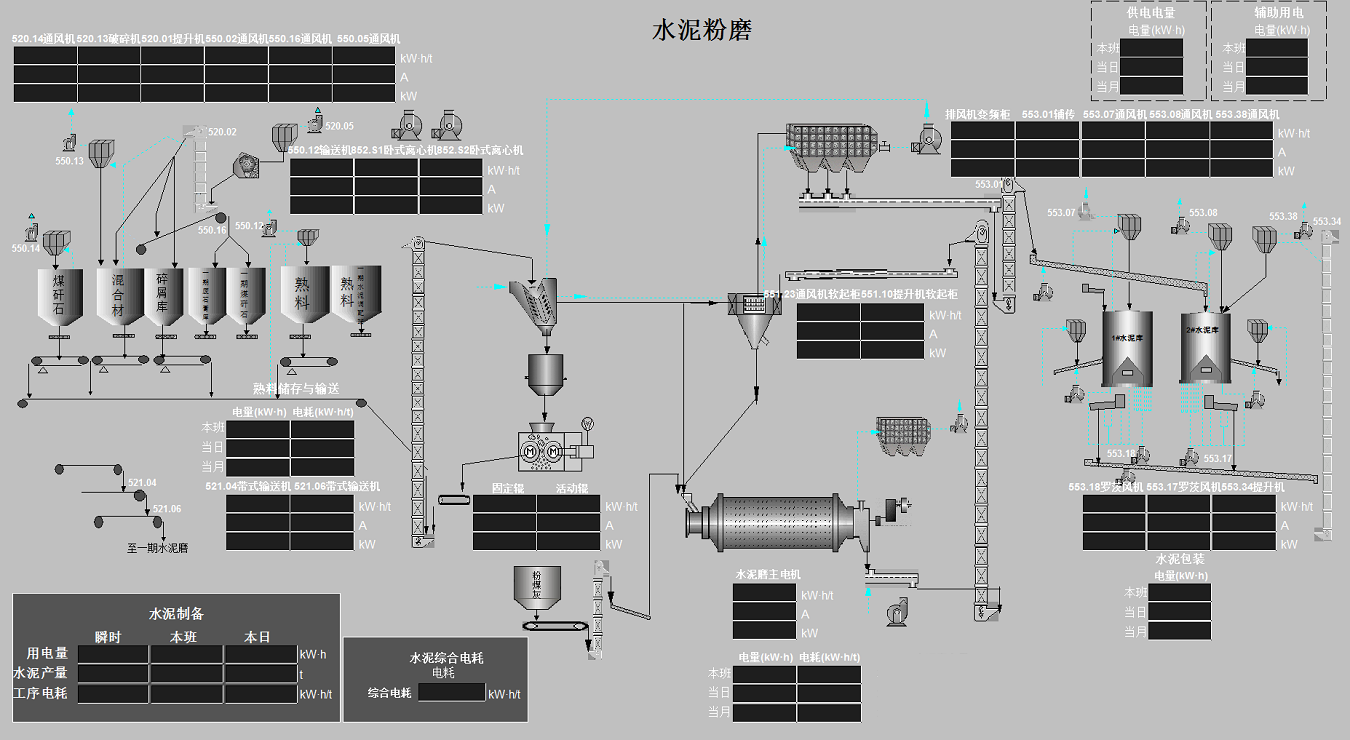 水泥粉磨
供电电量
电量(kW·h)
本班
当日
当月
辅助用电
电量(kW·h)
本班
当日
当月
520.14通风机 520.13破碎机 520.01提升机 550.02通风机 550.16通风机 550.05通风机
kW·h/t
A
kW
排风机变频柜 553.01铺传 553.07通风机 553.08通风机 553.38通风机
kW·h/t
A
kW
520.02
520.05
550.13
550.12输送机 852.S1卧式离心机 852.S2卧式离心机
kW·h/t
A
kW
553.01
553.07
553.08
553.38
553.34
550.16
550.12
550.14
煤矸石
混合材
碎屑库
一期煤矸石
熟料
熟料
551.23通风机软起柜 551.10提升机软起柜
kW·h/t
A
kW
1#水泥库
2#水泥库
熟料储存与输送
电量(kW·h) 电耗(kW·h/t)
本班
当日
当月
M M
W
553.18
553.17
521.04
521.06
至一期水泥磨
521.04带式输送机 521.06带式输送机
kW·h/t
A
kW
固定辊 活动辊
kW·h/t
A
kW
553.18罗茨风机 553.17罗茨风机 553.34提升机
kW·h/t
A
kW
水泥包装
电量(kW·h)
本班
当日
当月
粉煤灰
水泥磨主电机
kW·h/t
A
kW
电量(kW·h) 电耗(kW·h/t)
本班
当日
当月
水泥制备
瞬时 本班 本日
用电量 kW·h
水泥产量 t
工序电耗 kW·h/t
水泥综合电耗
电耗
综合电耗 kW·h/t